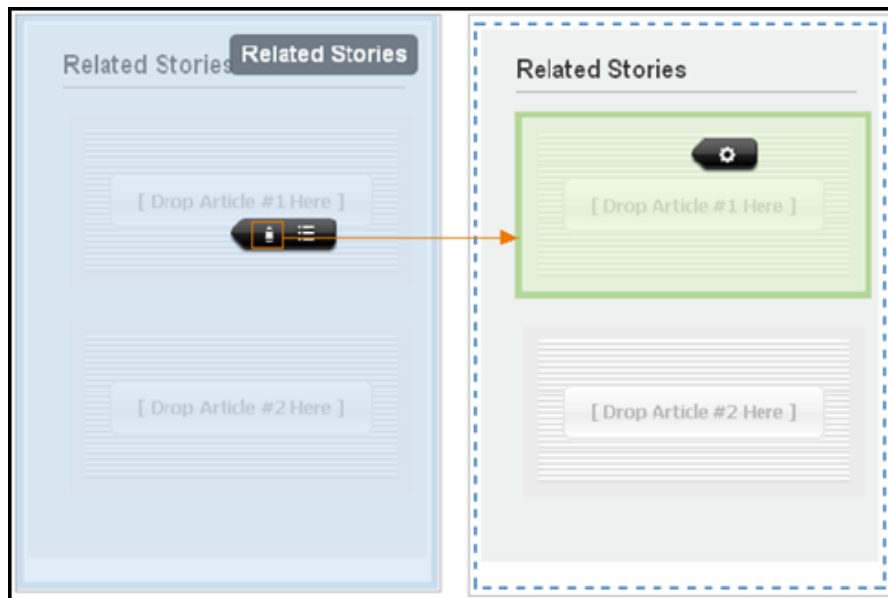 Related Stories
Related Stories
[ Drop Article #1 Here ]
[ Drop Article #2 Here ]
Related Stories
[ Drop Article #1 Here ]
[ Drop Article #2 Here ]